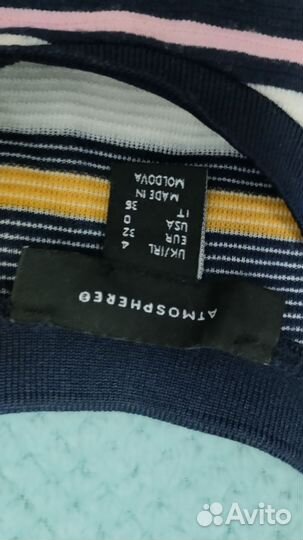 ATMOSPHERE®
UK/IRL 4
EUR 32
USA 0
IT 36
MADE IN
MOLDOVA
Avito